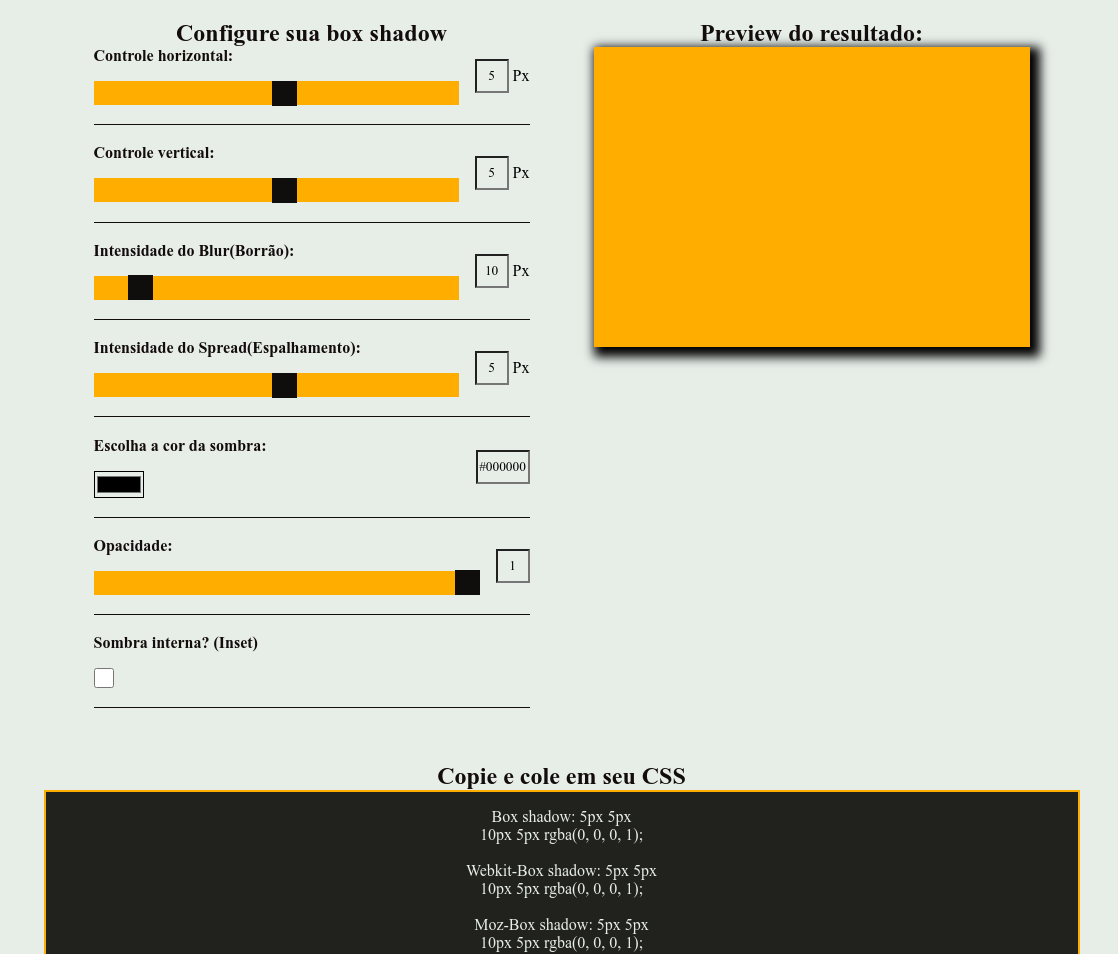 Configure sua box shadow
Controle horizontal:
5 Px
Controle vertical:
5 Px
Intensidade do Blur(Borrão):
10 Px
Intensidade do Spread(Espalhamento):
5 Px
Escolha a cor da sombra:
#000000
Opacidade:
1
Sombra interna? (Inset)
Preview do resultado:
Copie e cole em seu CSS
Box shadow: 5px 5px
10px 5px rgba(0, 0, 0, 1);
Webkit-Box shadow: 5px 5px
10px 5px rgba(0, 0, 0, 1);
Moz-Box shadow: 5px 5px
10px 5px rgba(0, 0, 0, 1);